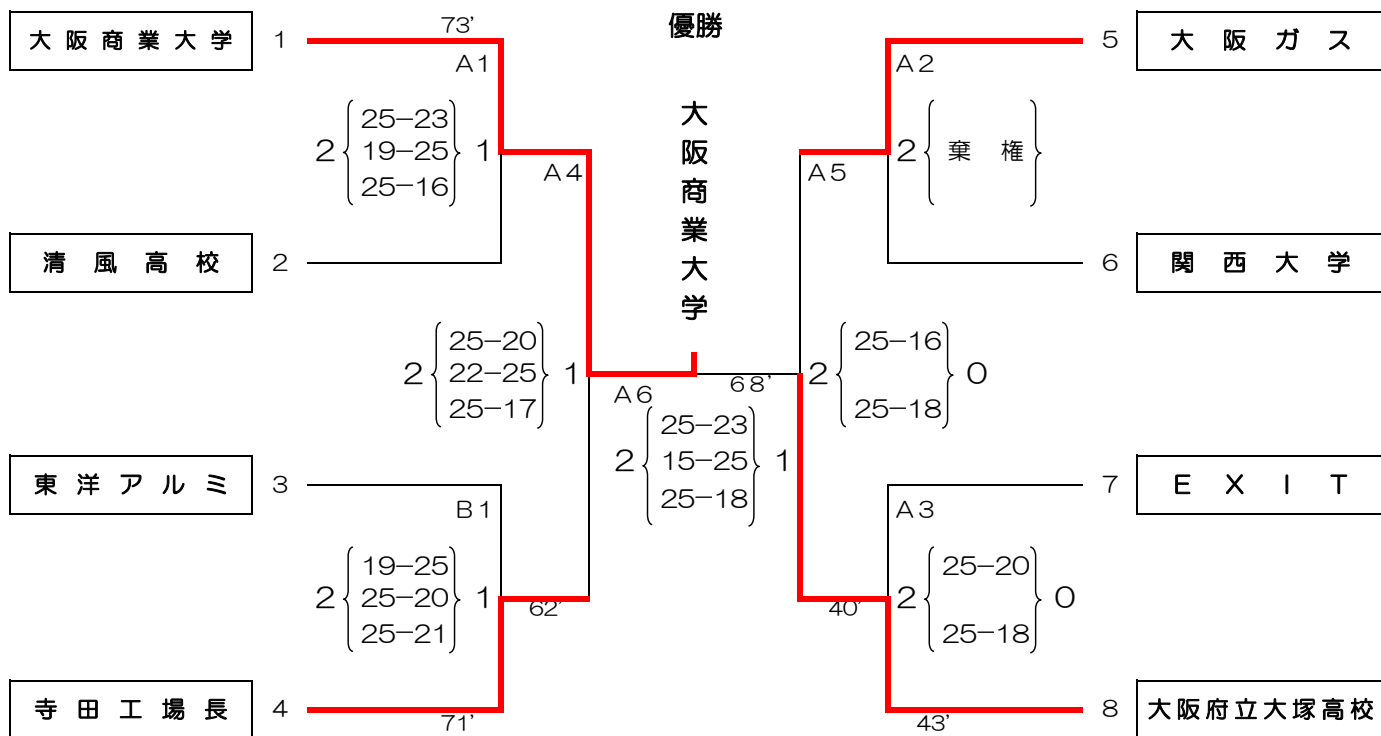 優勝
大阪商業大学
大阪商業大学 1
73’
A1
2 25-23 1
19-25
25-16
A4
清風高校 2
2 25-20 1
22-25
25-17
東洋アルミ 3
B1
2 19-25 1
25-20
25-21
62’
寺田工場長 4
71’
A6
68’
2 25-23 1
15-25
25-18
5 大阪ガス
A2
2 棄権
A5
6 関西大学
2 25-16 0
25-18
7 EXIT
A3
2 25-20 0
25-18
40’
8 大阪府立大塚高校
43’